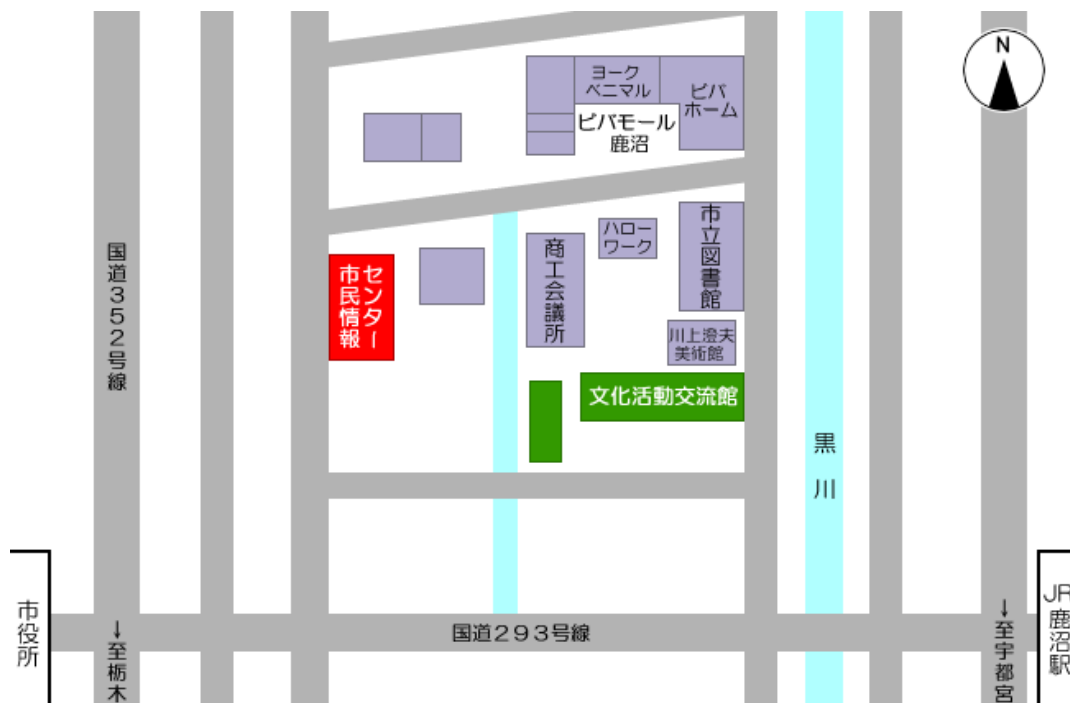 N
ヨーク
ベニマル
ビバ
ホーム
ビバモール
鹿沼
国道352号線
市民情報
センター
商工会議所
ハロー
ワーク
市立図書館
川上澄夫
美術館
文化活動交流館
黒川
市役所
↓至栃木
国道293号線
↓至宇都宮
JR鹿沼駅